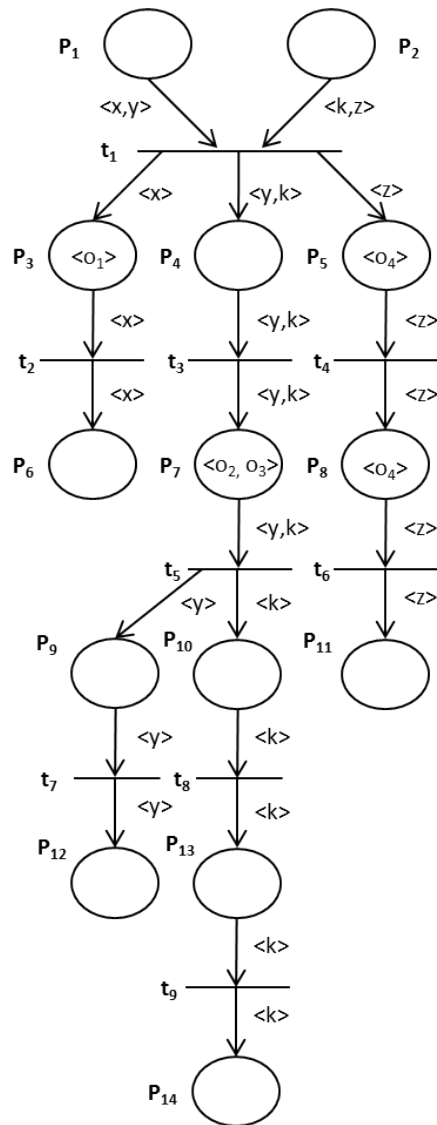 P1 P2
<x,y> <k,z>
t1
<x> <y,k> <z>
P3 <o1> P4 P5 <o4>
<x> <y,k> <z>
t2 t3 t4
<x> <y,k> <z>
P6 P7 <o2, o3> P8 <o4>
<y,k> <z>
t5 t6
<y> <k> <z>
P9 P10 P11
<y> <k>
t7 t8
<y> <k>
P12 P13
<k>
t9
<k>
P14